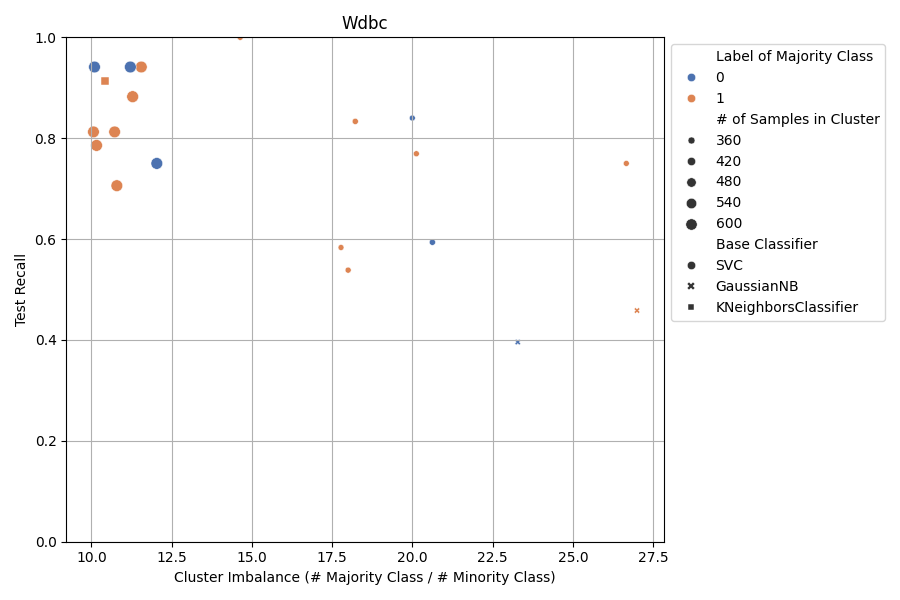 Wdbc
1.0
0.8
0.6
0.4
0.2
0.0
Test Recall
10.0 12.5 15.0 17.5 20.0 22.5 25.0 27.5
Cluster Imbalance (# Majority Class / # Minority Class)
Label of Majority Class
0
1
# of Samples in Cluster
360
420
480
540
600
Base Classifier
SVC
GaussianNB
KNeighborsClassifier